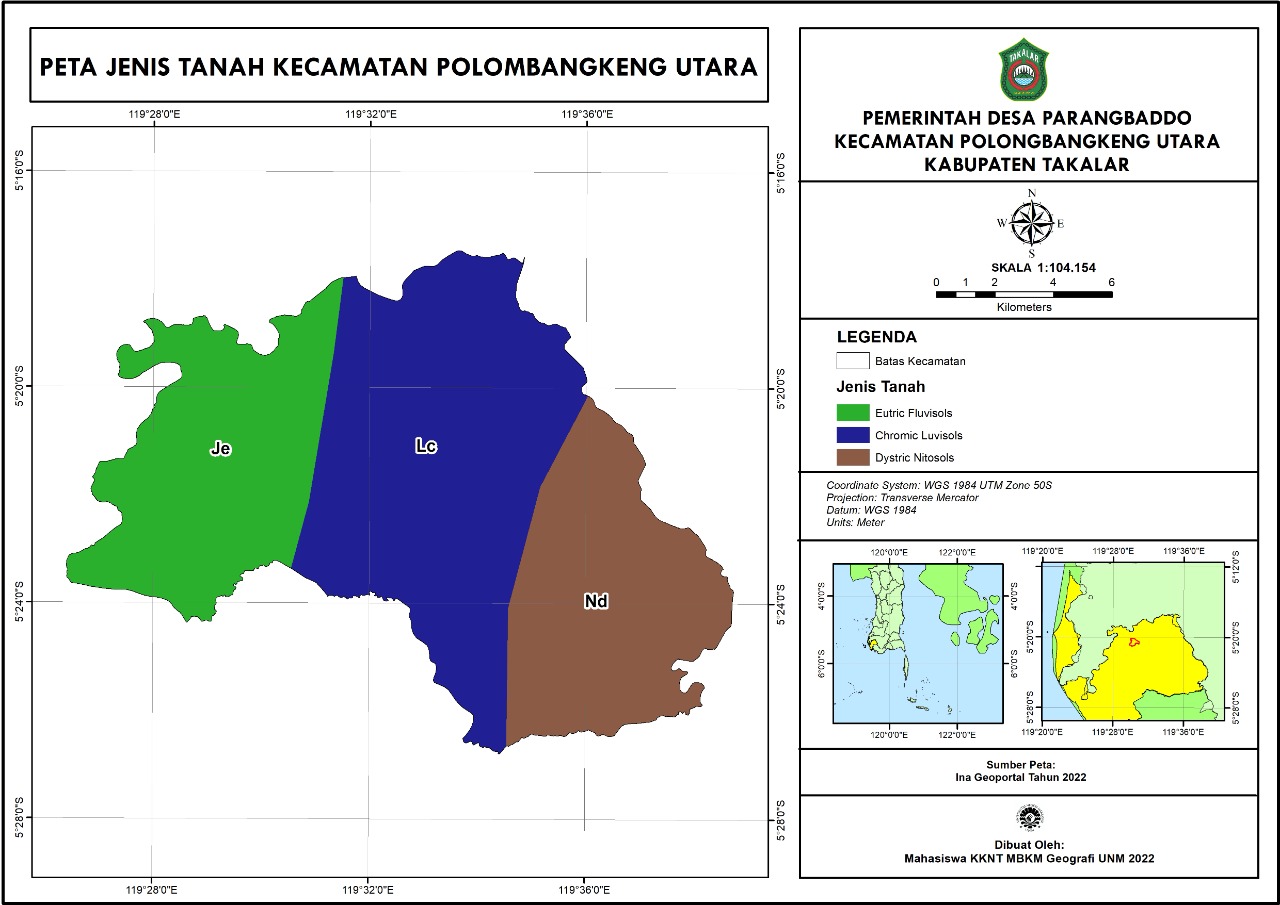 PETA JENIS TANAH KECAMATAN POLOMBANGKENG UTARA
119°28'0"E 119°32'0"E 119°36'0"E
5°16'0"S 5°16'0"S
5°20'0"S 5°20'0"S
5°24'0"S 5°24'0"S
5°28'0"S 5°28'0"S
Je
Lc
Nd
119°28'0"E 119°32'0"E 119°36'0"E
TAKALAR
PEMERINTAH DESA PARANGBADDO
KECAMATAN POLONGBANGKENG UTARA
KABUPATEN TAKALAR
N
W E
S
SKALA 1:104.154
0 1 2 4 6
Kilometers
LEGENDA
Batas Kecamatan
Jenis Tanah
Eutric Fluvisols
Chromic Luvisols
Dystric Nitosols
Coordinate System: WGS 1984 UTM Zone 50S
Projection: Transverse Mercator
Datum: WGS 1984
Units: Meter
120°0'0"E 122°0'0"E
4°0'0"S 4°0'0"S
6°0'0"S 6°0'0"S
120°0'0"E 122°0'0"E
119°20'0"E 119°28'0"E 119°36'0"E
5°12'0"S
5°20'0"S 5°20'0"S
5°28'0"S 5°28'0"S
119°20'0"E 119°28'0"E 119°36'0"E
Sumber Peta:
Ina Geoportal Tahun 2022
Dibuat Oleh:
Mahasiswa KKNT MBKM Geografi UNM 2022